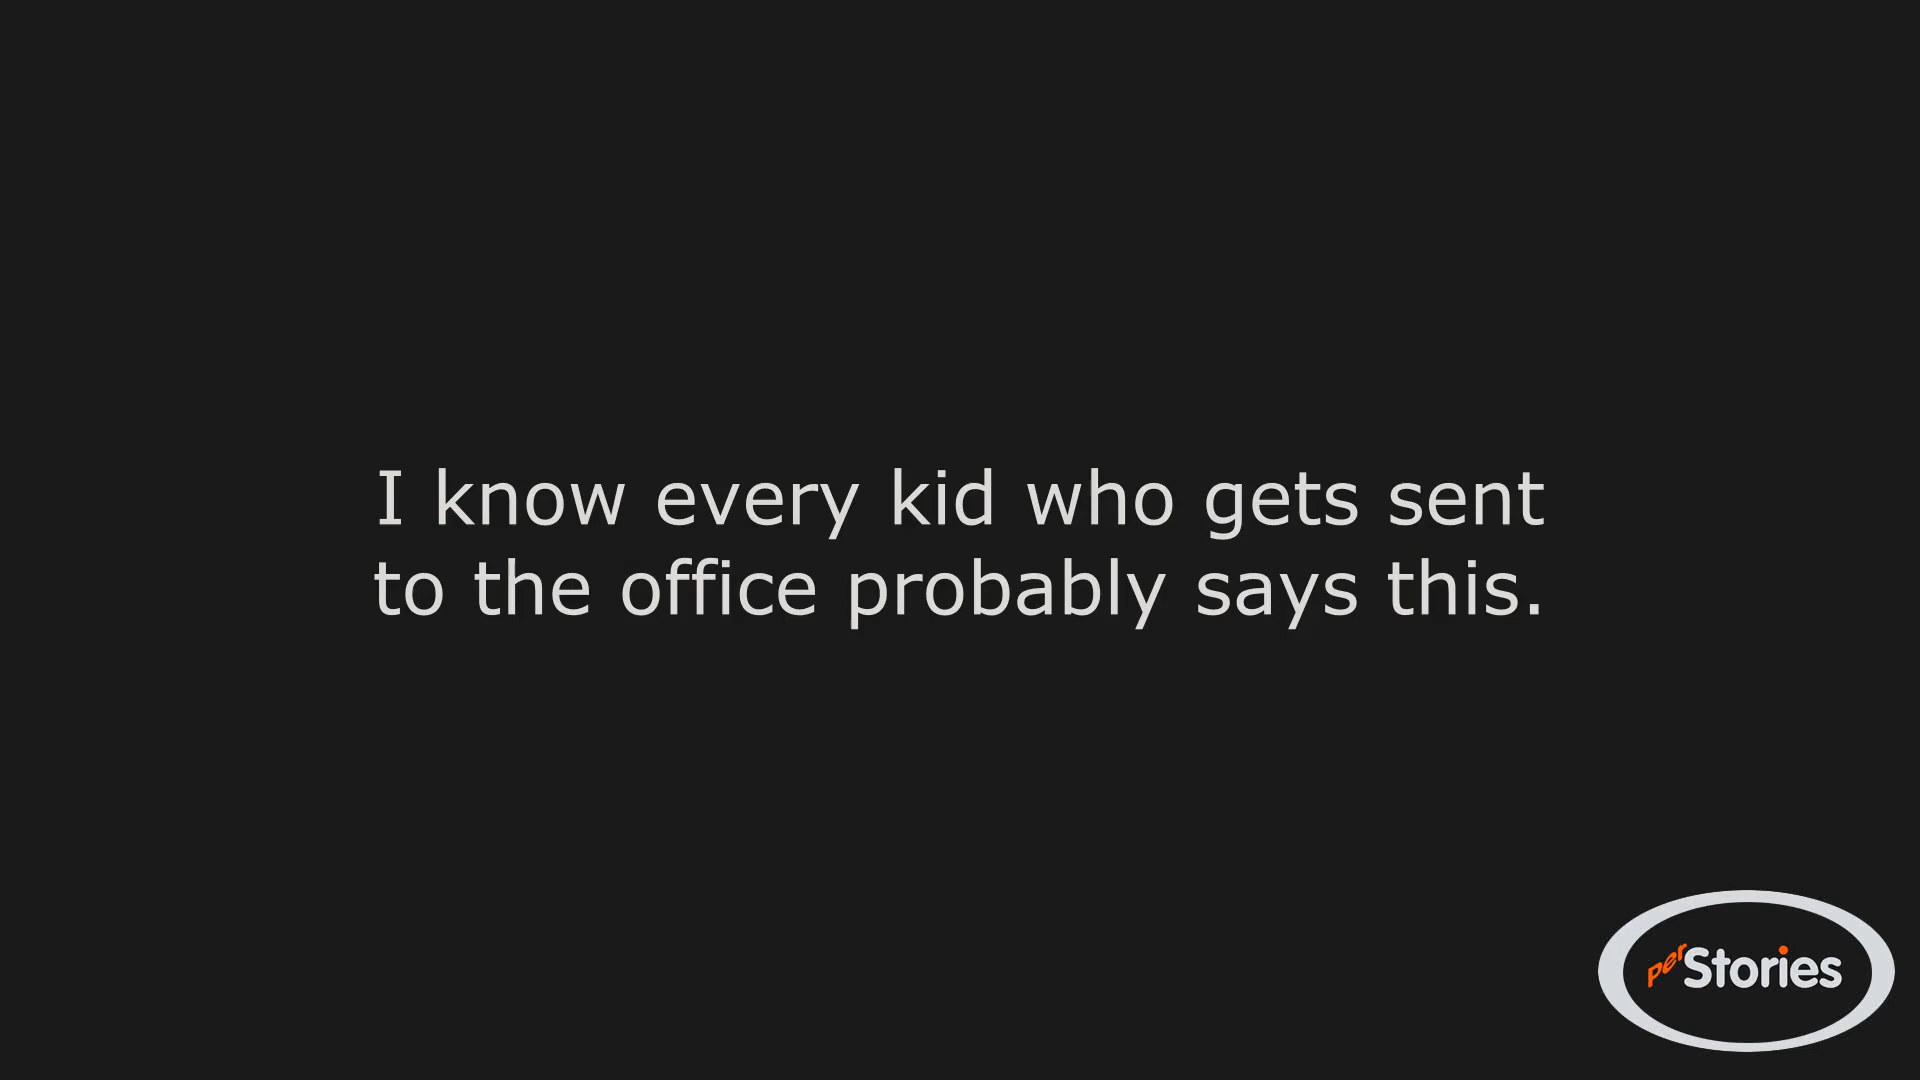 I know every kid who gets sent
to the office probably says this.
perStories